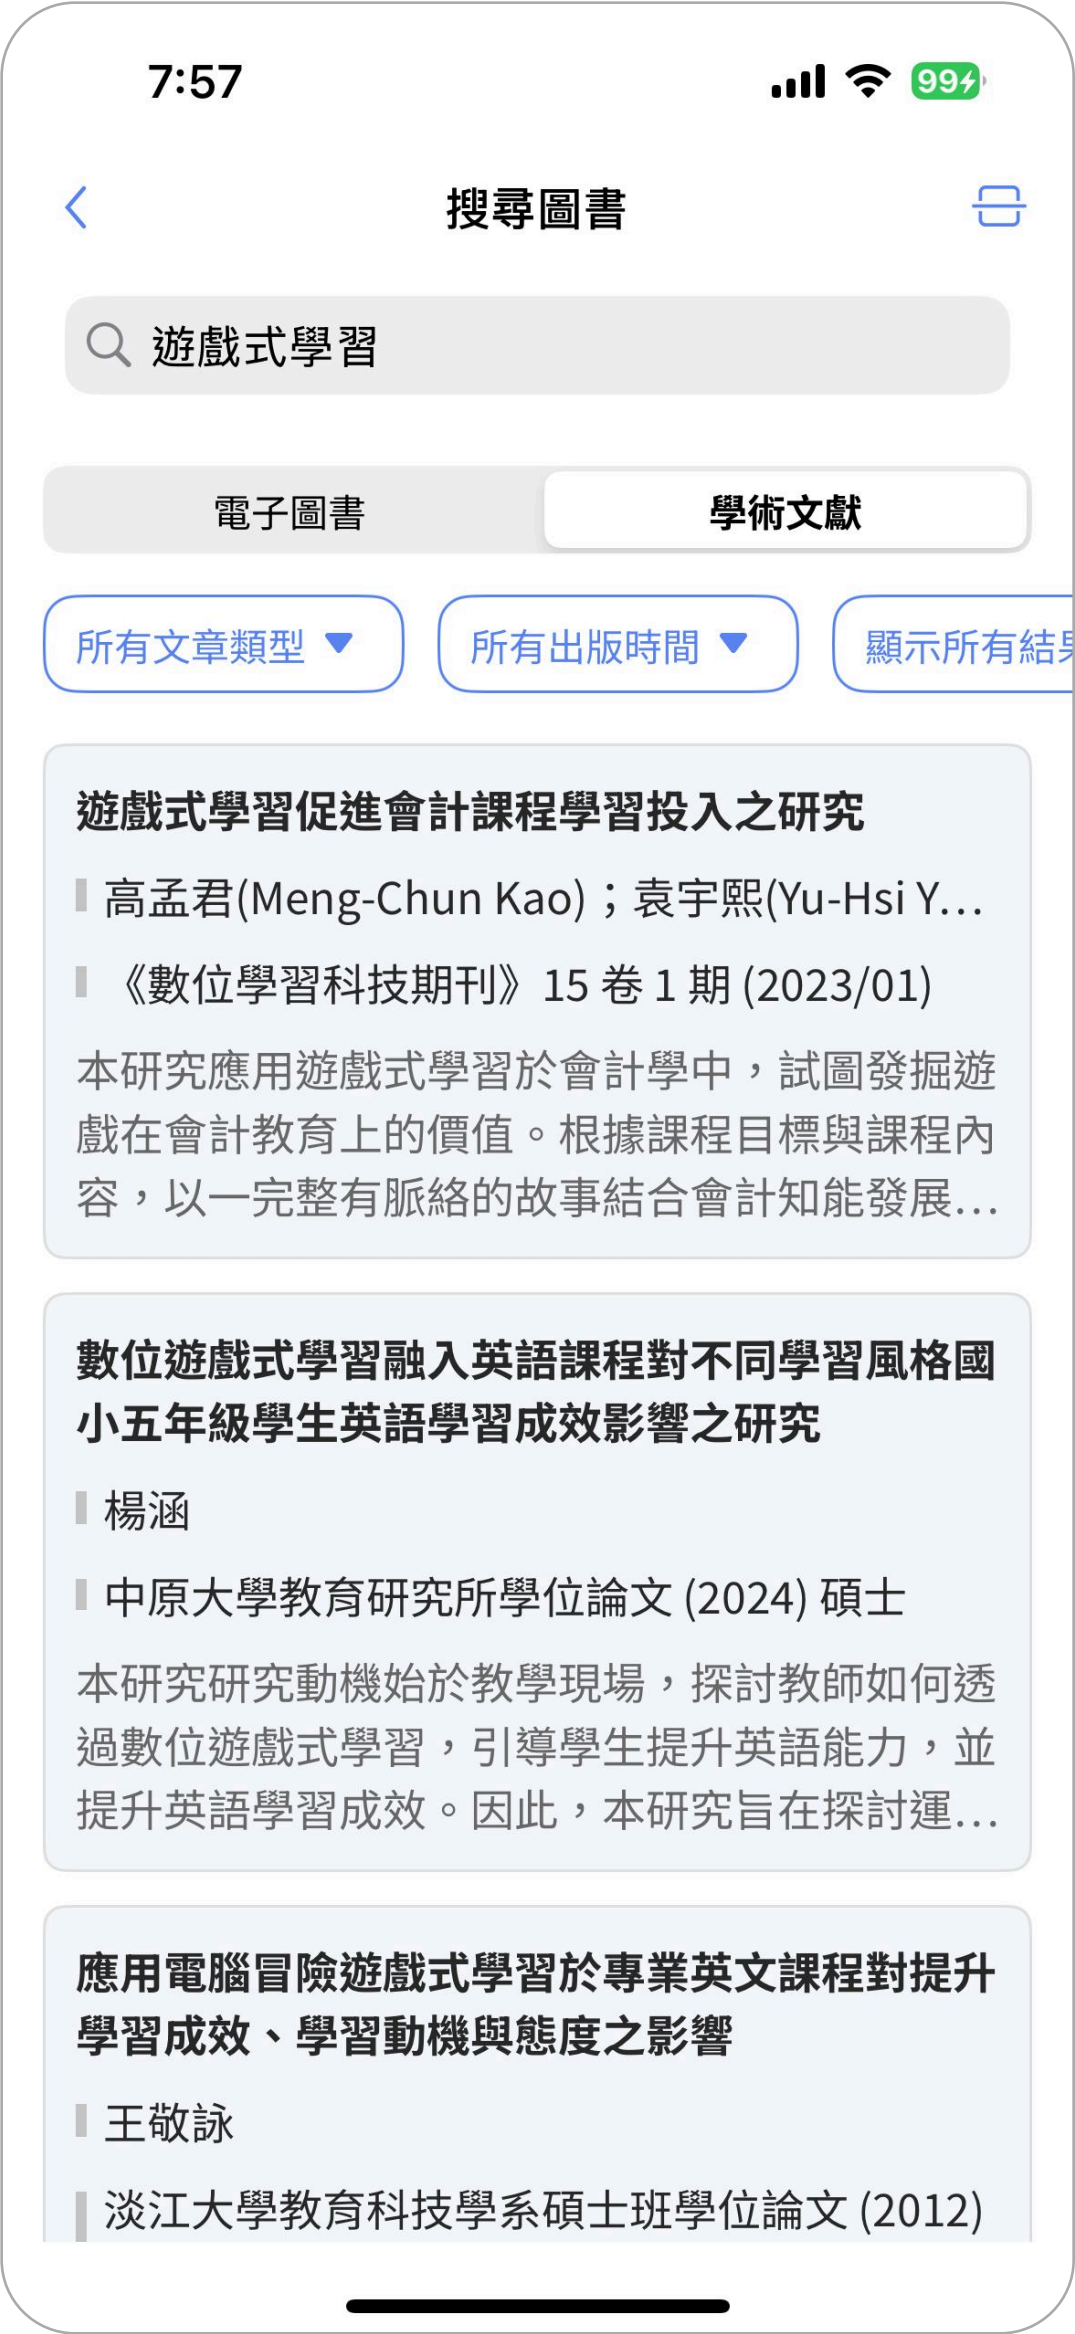 7:57
99
搜尋圖書
遊戲式學習
電子圖書
學術文獻
所有文章類型
所有出版時間
顯示所有結
遊戲式學習促進會計課程學習投入之研究
高孟君(Meng-Chun Kao)；袁宇熙(Yu-Hsi Y…
《數位學習科技期刊》15 卷 1 期 (2023/01)
本研究應用遊戲式學習於會計學中，試圖發掘遊
戲在會計教育上的價值。根據課程目標與課程內
容，以一完整有脈絡的故事結合會計知能發展…
數位遊戲式學習融入英語課程對不同學習風格國
小五年級學生英語學習成效影響之研究
楊涵
中原大學教育研究所學位論文 (2024) 碩士
本研究研究動機始於教學現場，探討教師如何透
過數位遊戲式學習，引導學生提升英語能力，並
提升英語學習成效。因此，本研究旨在探討運…
應用電腦冒險遊戲式學習於專業英文課程對提升
學習成效、學習動機與態度之影響
王敬詠
淡江大學教育科技學系碩士班學位論文 (2012)